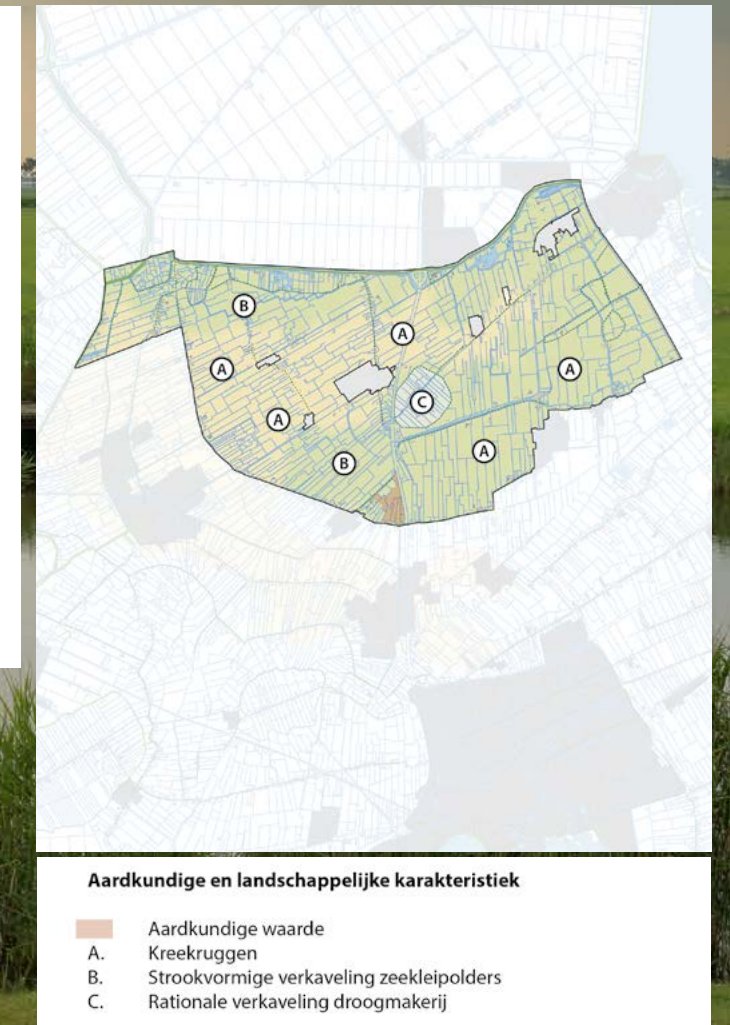 B
A
A
A
C
A
B
A
Aardkundige en landschappelijke karakteristiek
Aardkundige waarde
A. Kreekruggen
B. Strookvormige verkaveling zeekleipolders
C. Rationale verkaveling droogmakerij